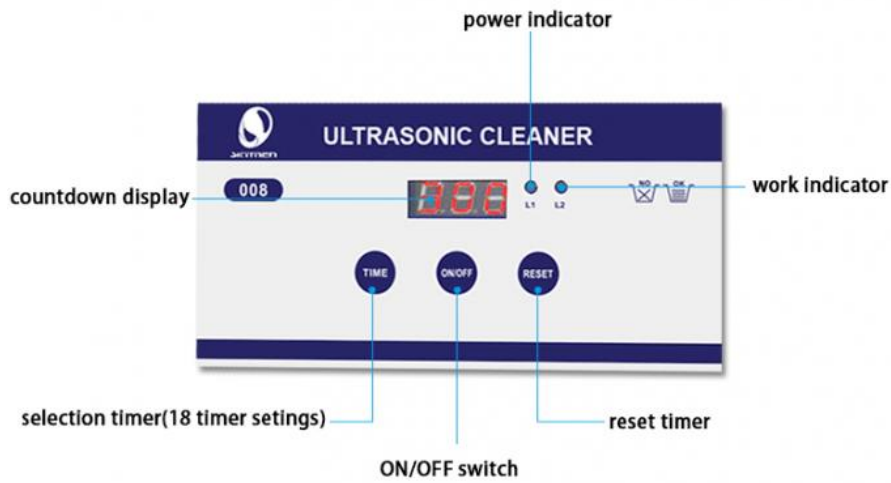 power indicator
SKYMEN
ULTRASONIC CLEANER
countdown display
008
L1
L2
NO
OK
work indicator
TIME
ON/OFF
RESET
selection timer(18 timer setings)
reset timer
ON/OFF switch